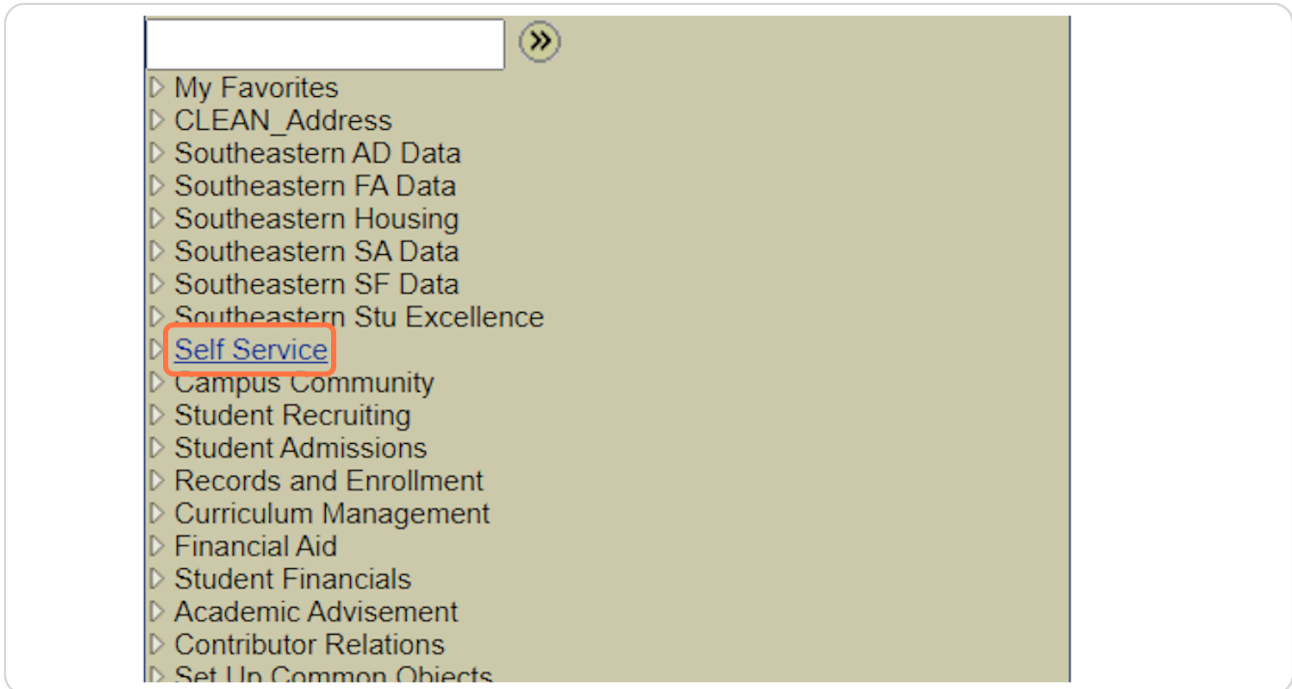 My Favorites
CLEAN_Address
Southeastern AD Data
Southeastern FA Data
Southeastern Housing
Southeastern SA Data
Southeastern SF Data
Southeastern Stu Excellence
Self Service
Campus Community
Student Recruiting
Student Admissions
Records and Enrollment
Curriculum Management
Financial Aid
Student Financials
Academic Advisement
Contributor Relations
Set Up Common Objects